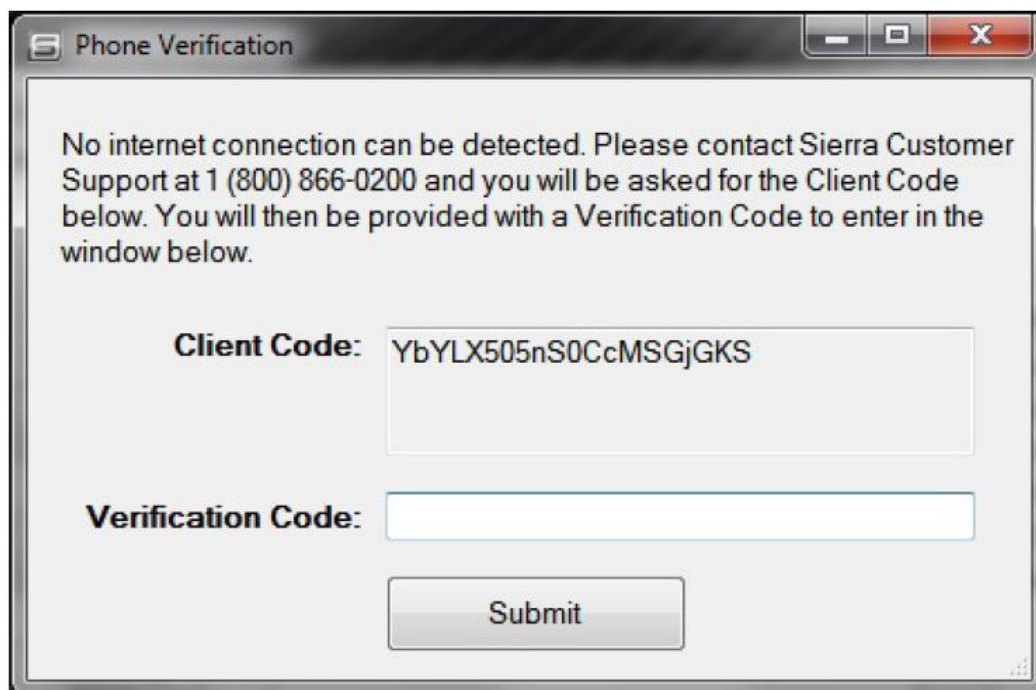 Phone Verification
No internet connection can be detected. Please contact Sierra Customer
Support at 1 (800) 866-0200 and you will be asked for the Client Code
below. You will then be provided with a Verification Code to enter in the
window below.
Client Code: YbYLX505nS0CcMSGjGKS
Verification Code:
Submit